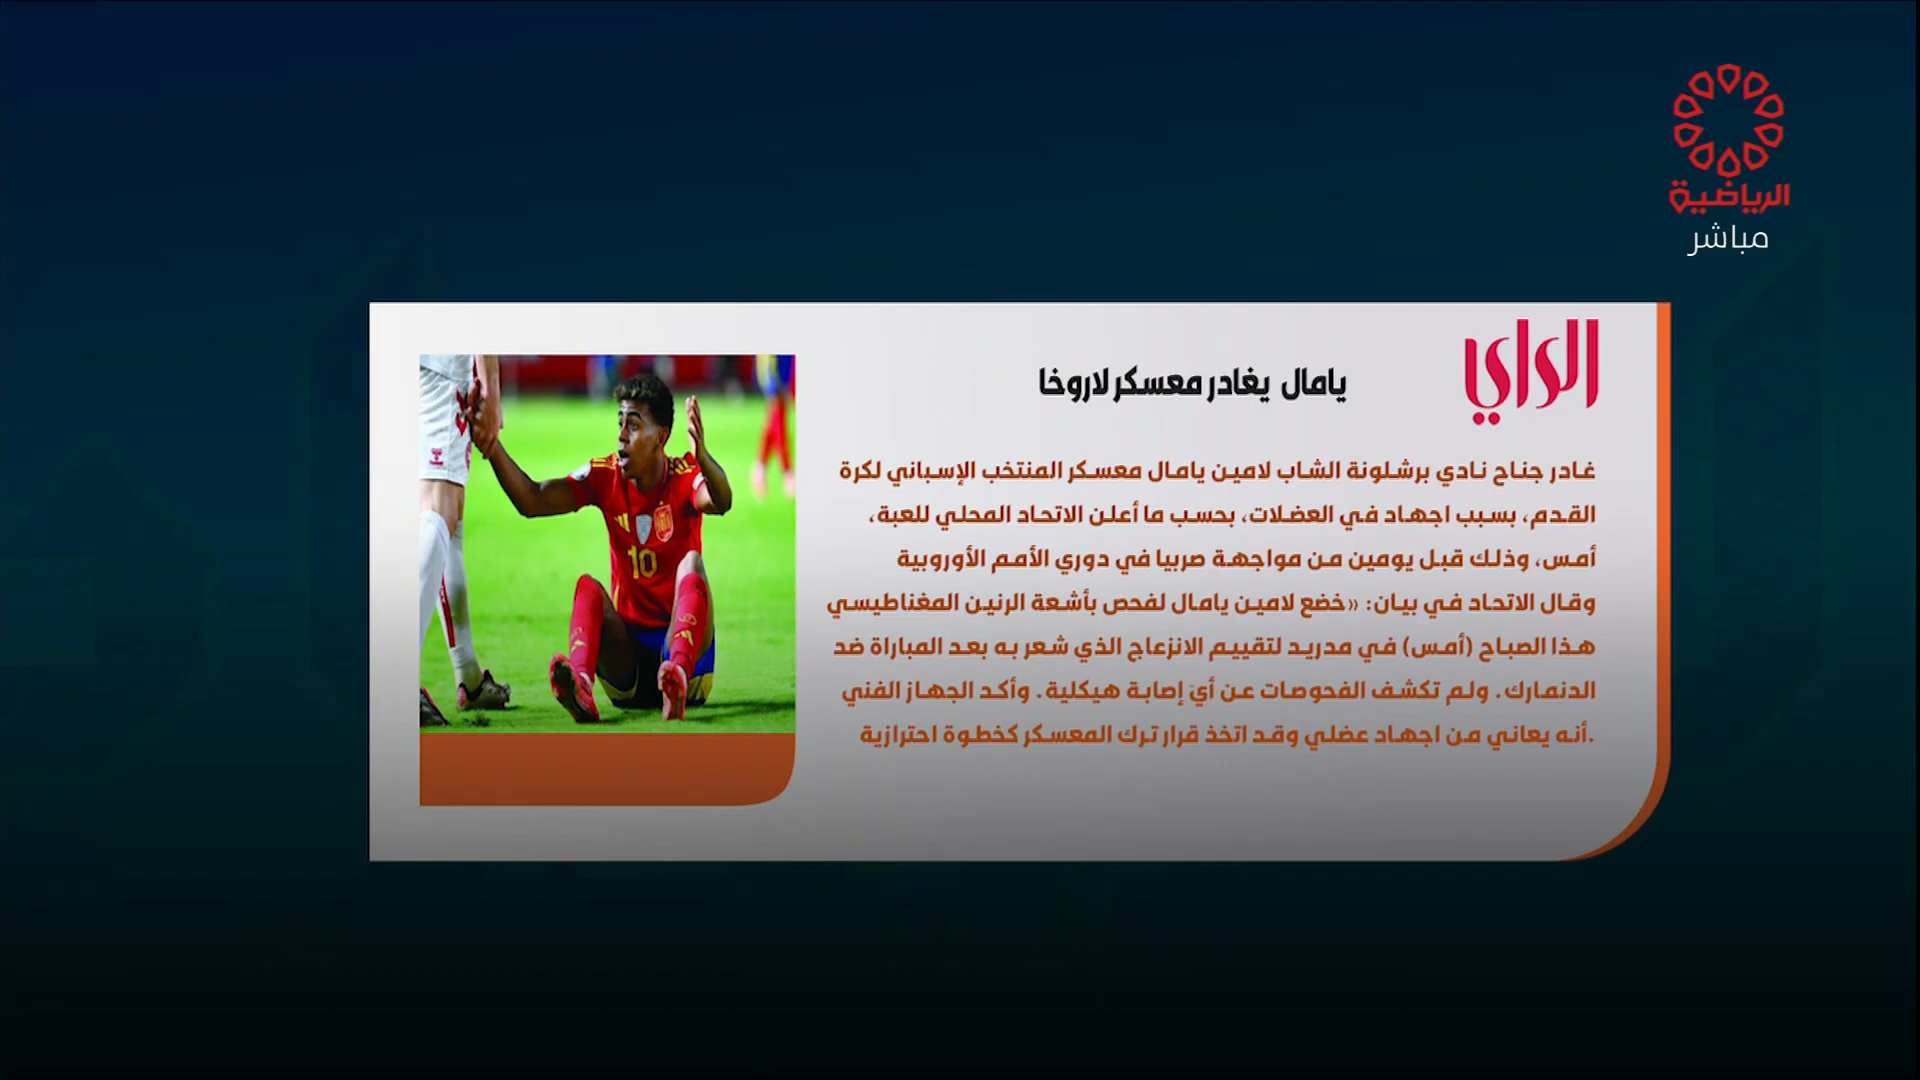 الرياضية
مباشر
الراي
يامال يغادر معسكر لاروخا
غادر جناح نادي برشلونة الشاب لامين يامال معسكر المنتخب الإسباني لكرة
القدم، بسبب اجهاد في العضلات، بحسب ما أعلن الاتحاد المحلي للعبة،
أمس، وذلك قبل يومين من مواجهة صربيا في دوري الأمم الأوروبية
وقال الاتحاد في بيان: «خضع لامين يامال لفحص بأشعة الرنين المغناطيسي
هذا الصباح (أمس) في مدريد لتقييم الانزعاج الذي شعر به بعد المباراة ضد
الدنمارك. ولم تكشف الفحوصات عن أيّ إصابة هيكلية. وأكد الجهاز الفني
.أنه يعاني من اجهاد عضلي وقد اتخذ قرار ترك المعسكر كخطوة احترازية
10